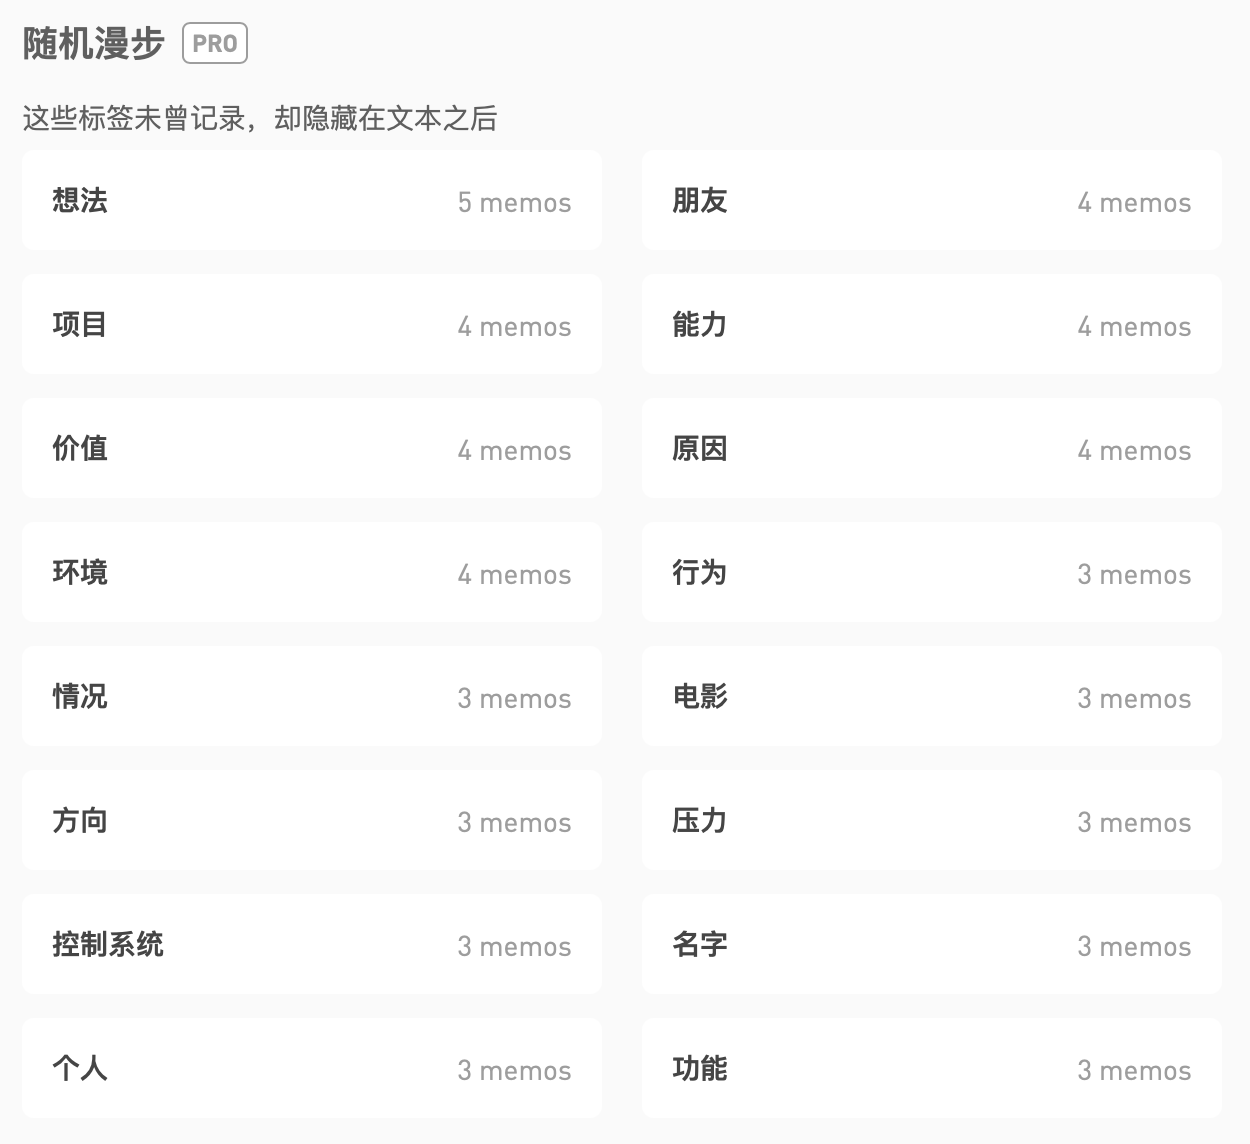 随机漫步 PRO
这些标签未曾记录，却隐藏在文本之后
想法 5 memos 朋友 4 memos
项目 4 memos 能力 4 memos
价值 4 memos 原因 4 memos
环境 4 memos 行为 3 memos
情况 3 memos 电影 3 memos
方向 3 memos 压力 3 memos
控制系统 3 memos 名字 3 memos
个人 3 memos 功能 3 memos